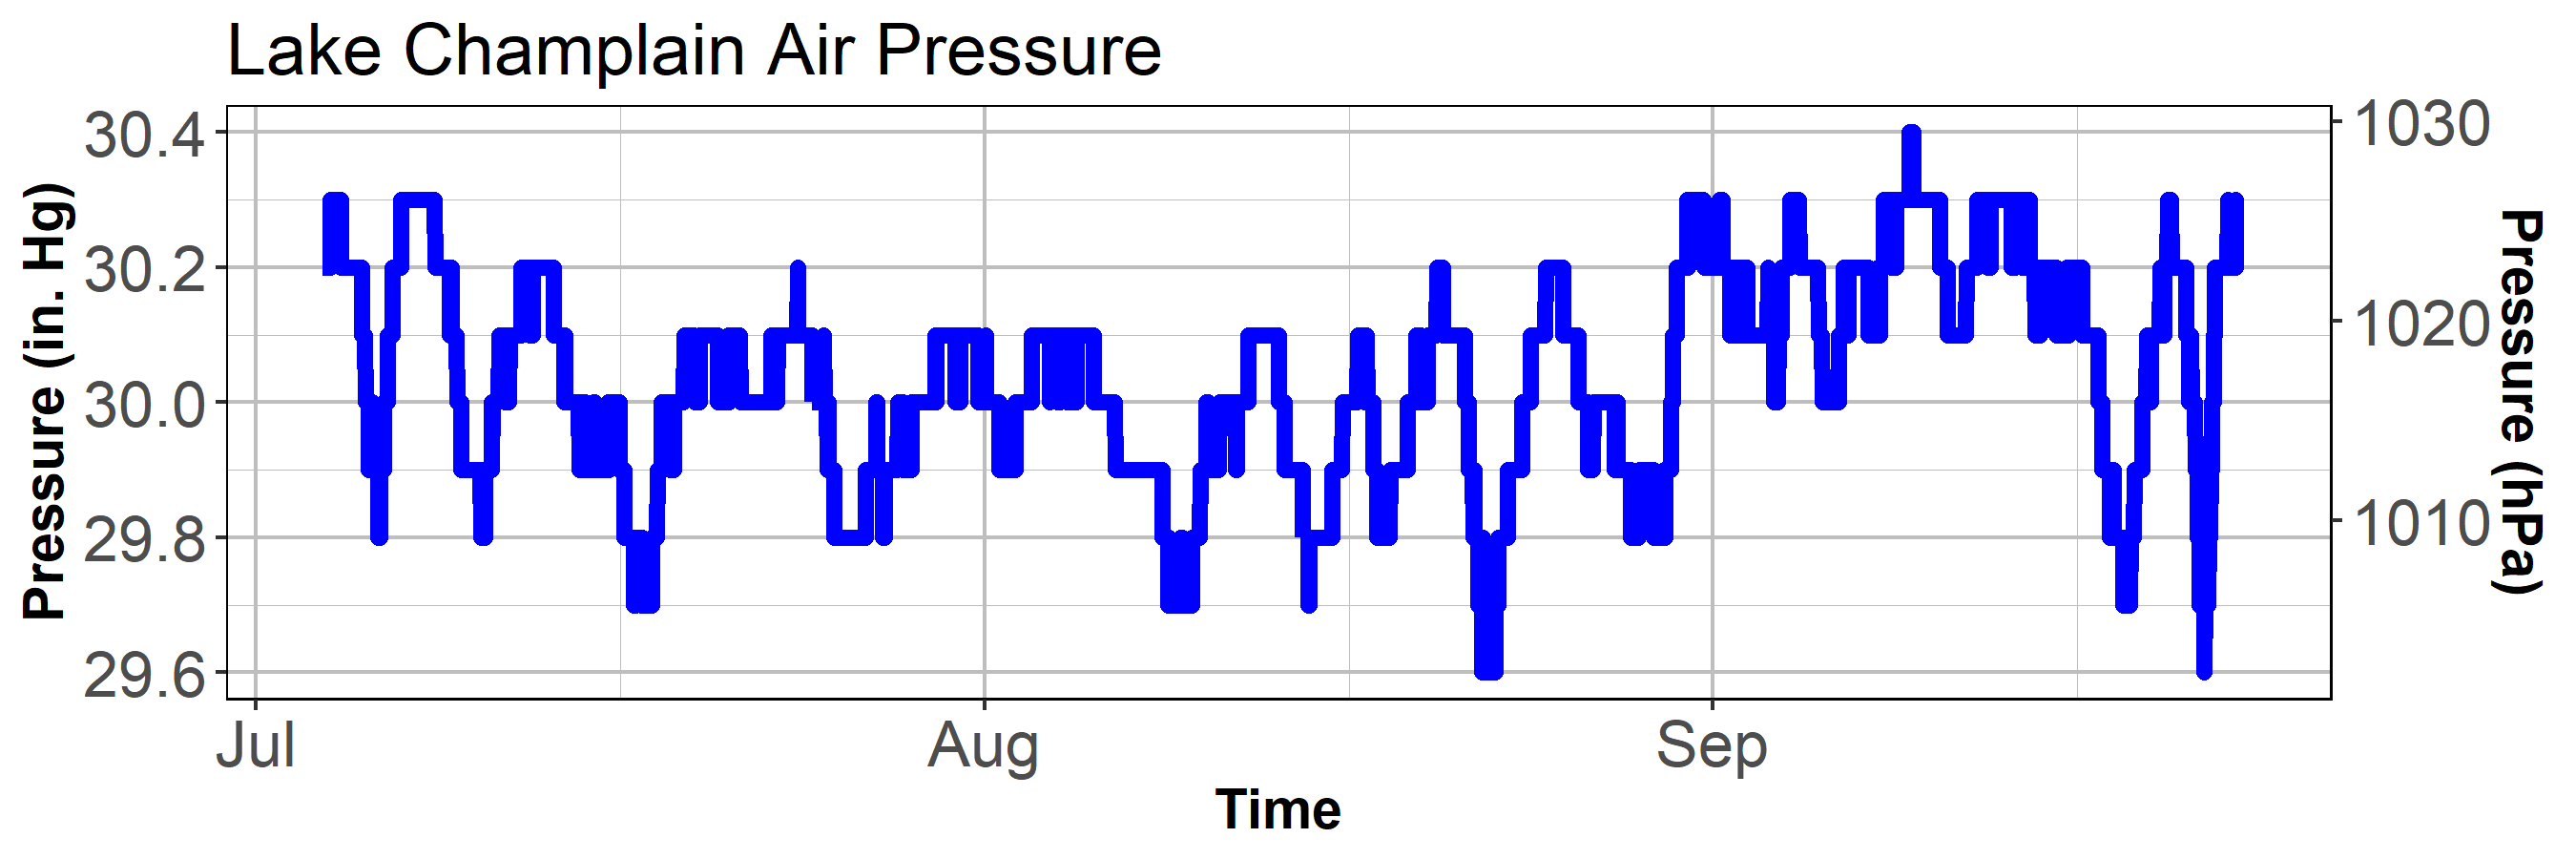 Lake Champlain Air Pressure
30.4
30.2
30.0
29.8
29.6
Pressure (in. Hg)
1030
1020
1010
Pressure (hPa)
Jul Aug Sep
Time